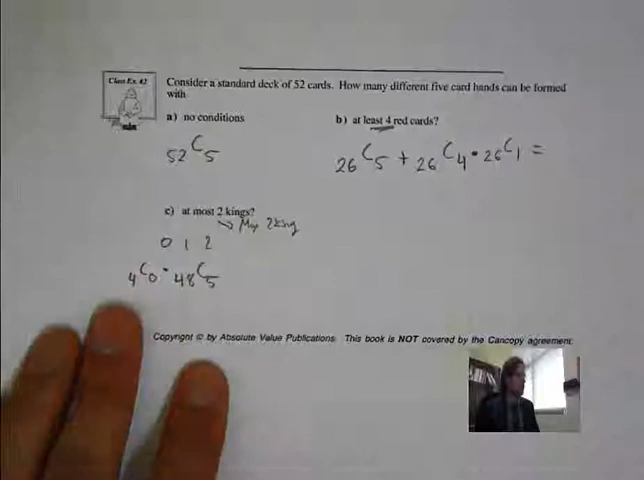 Class Ex. #2
Consider a standard deck of 52 cards. How many different five card hands can be formed
with
a) no conditions
b) at least 4 red cards?
52C5
26C5 + 26C4 • 26C1 =
c) at most 2 kings?
→ Max 2 king
0 1 2
4C0 • 48C5
Copyright © by Absolute Value Publications. This book is NOT covered by the Cancopy agreement.